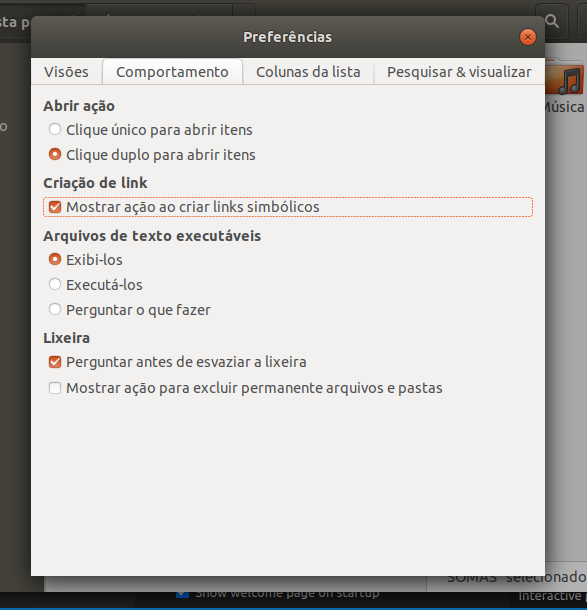 Preferências
Visões
Comportamento
Colunas da lista
Pesquisar & visualizar
Abrir ação
Clique único para abrir itens
Clique duplo para abrir itens
Criação de link
Mostrar ação ao criar links simbólicos
Arquivos de texto executáveis
Exibi-los
Executá-los
Perguntar o que fazer
Lixeira
Perguntar antes de esvaziar a lixeira
Mostrar ação para excluir permanente arquivos e pastas
Música
"SOMAS" selecionado
Show welcome page on startup
Interactive